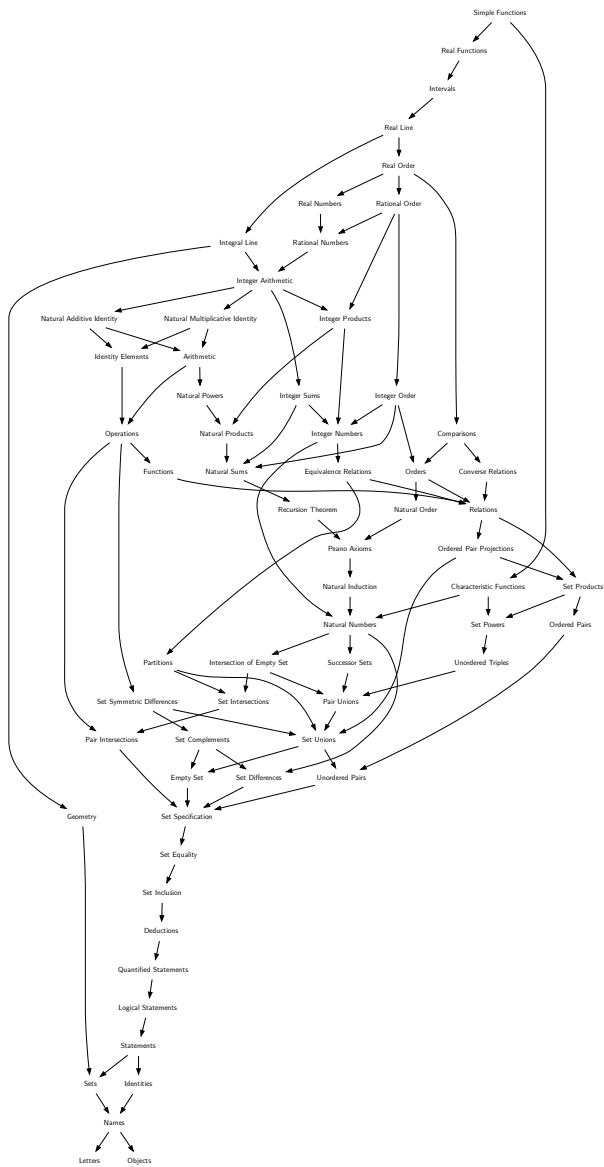 Simple Functions
Real Functions
Intervals
Real Line
Real Order
Real Numbers
Rational Order
Integral Line
Rational Numbers
Integer Arithmetic
Natural Additive Identity
Natural Multiplicative Identity
Integer Products
Identity Elements
Arithmetic
Natural Powers
Integer Sums
Integer Order
Operations
Natural Products
Integer Numbers
Comparisons
Functions
Natural Sums
Equivalence Relations
Orders
Converse Relations
Recursion Theorem
Natural Order
Relations
Peano Axioms
Ordered Pair Projections
Natural Induction
Characteristic Functions
Set Products
Natural Numbers
Set Powers
Ordered Pairs
Partitions
Intersection of Empty Set
Successor Sets
Unordered Triples
Set Symmetric Differences
Set Intersections
Pair Unions
Pair Intersections
Set Complements
Set Unions
Empty Set
Set Differences
Unordered Pairs
Geometry
Set Specification
Set Equality
Set Inclusion
Deductions
Quantified Statements
Logical Statements
Statements
Sets
Identities
Names
Letters
Objects